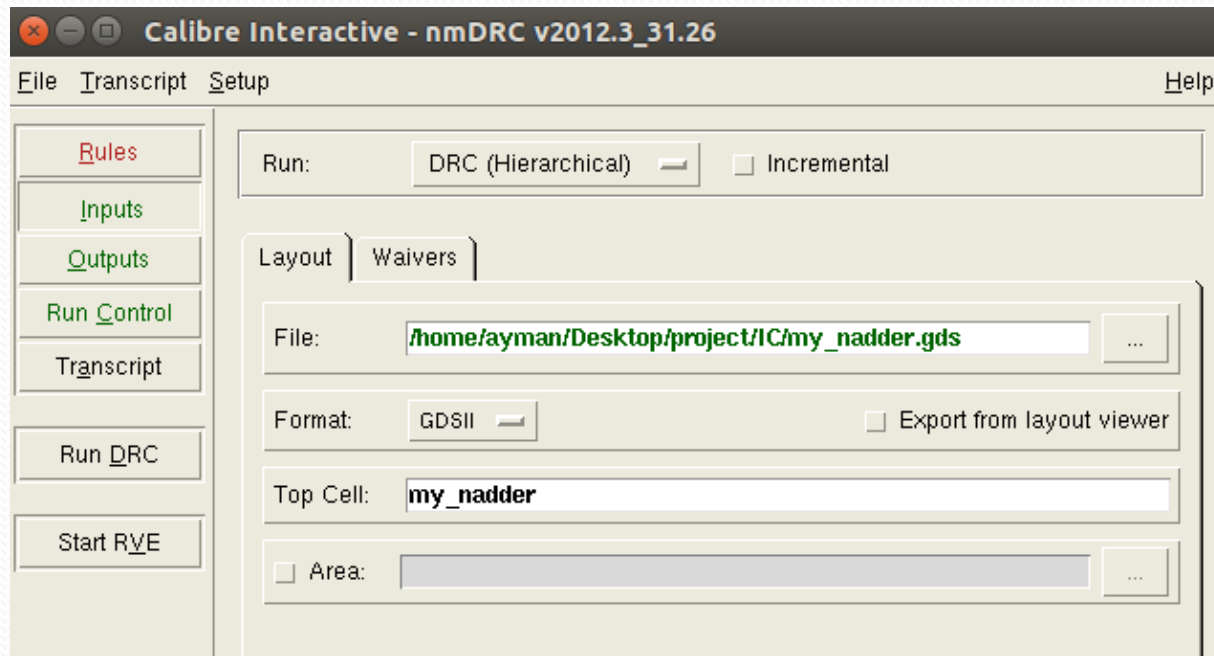 Calibre Interactive - nmDRC v2012.3_31.26
File Transcript Setup Help
Rules
Inputs
Outputs
Run Control
Transcript
Run DRC
Start RVE
Run: DRC (Hierarchical) Incremental
Layout Waivers
File: /home/ayman/Desktop/project/IC/my_nadder.gds ...
Format: GDSII Export from layout viewer
Top Cell: my_nadder
Area: ...